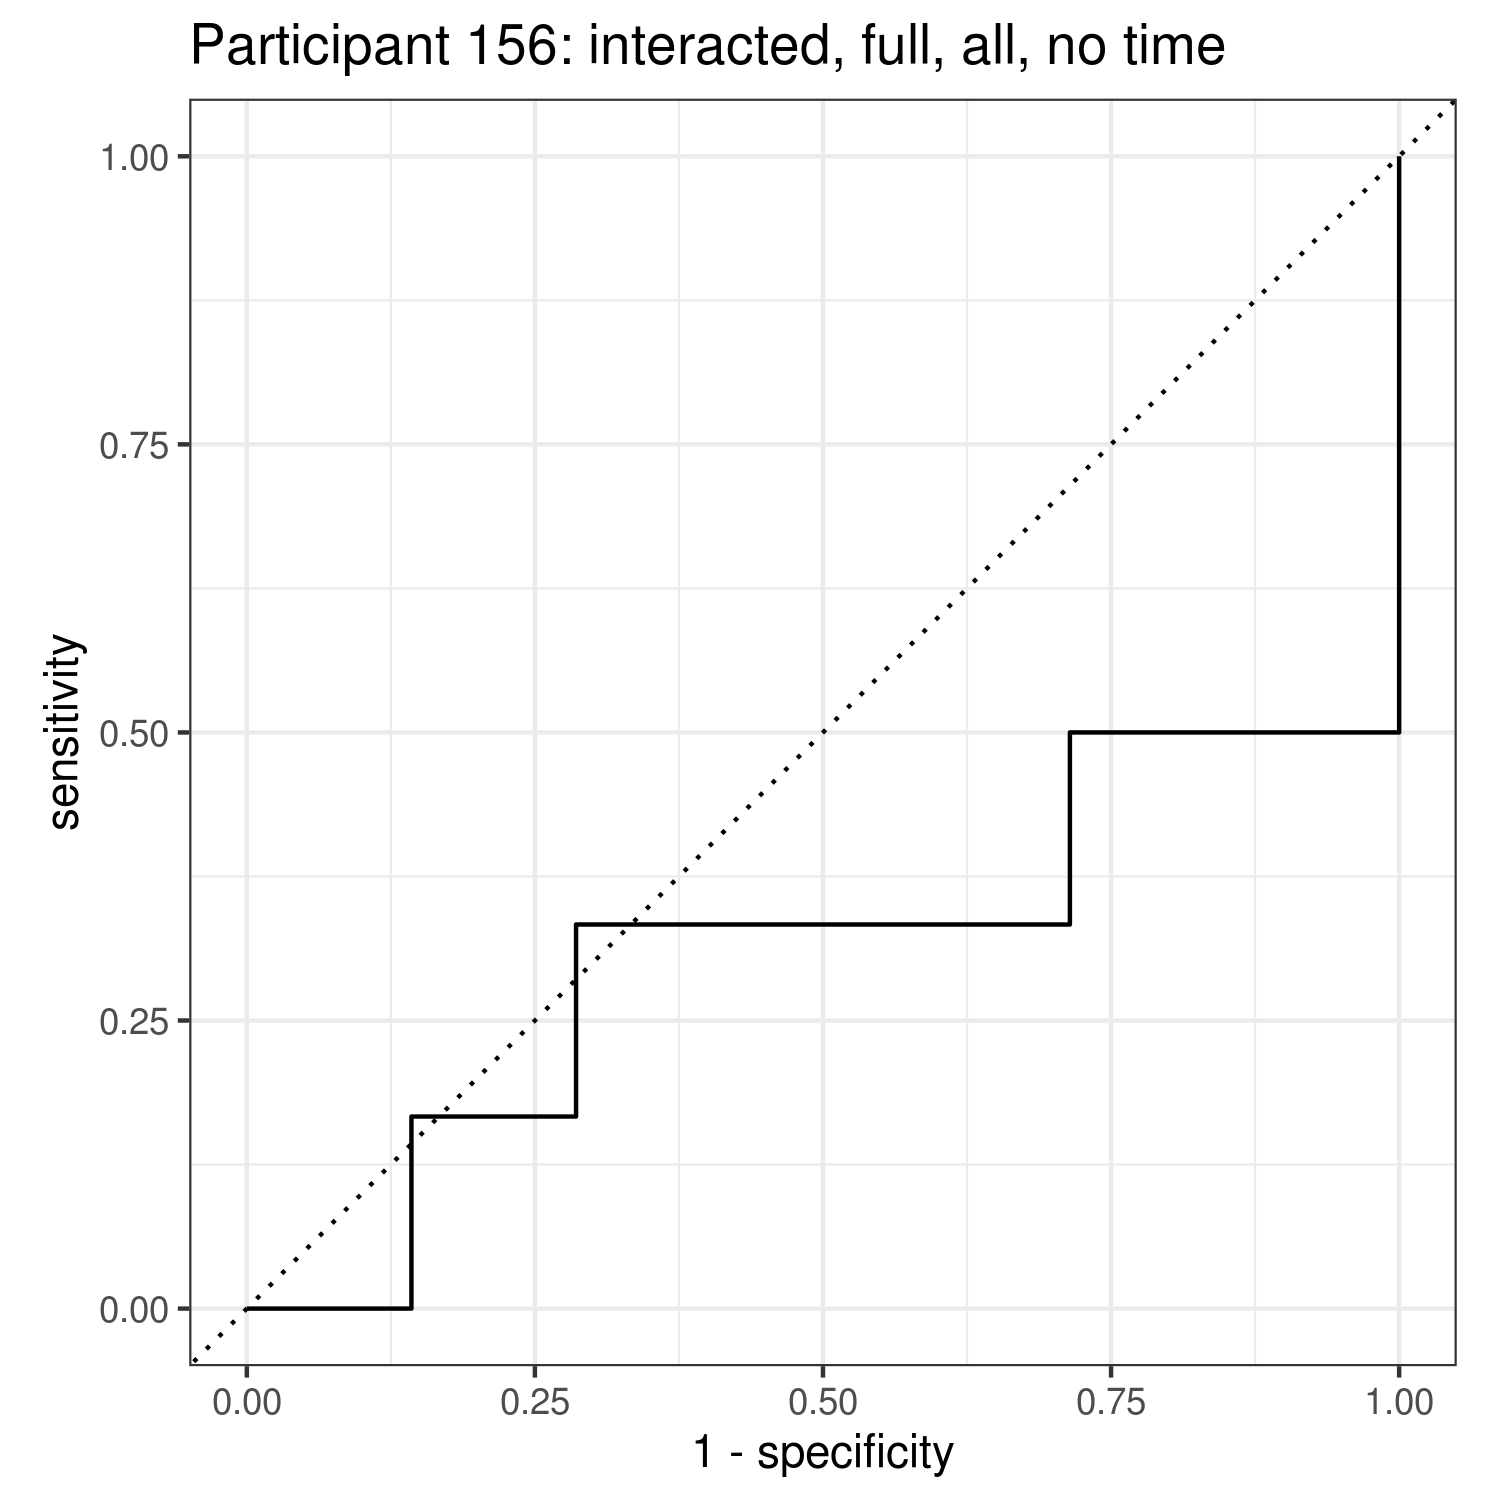 Participant 156: interacted, full, all, no time
1.00
0.75
0.50
0.25
0.00
sensitivity
0.00 0.25 0.50 0.75 1.00
1 - specificity